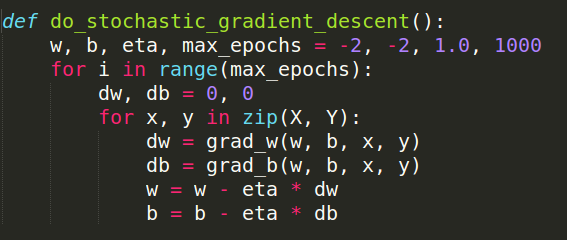 def do_stochastic_gradient_descent():
    w, b, eta, max_epochs = -2, -2, 1.0, 1000
    for i in range(max_epochs):
        dw, db = 0, 0
        for x, y in zip(X, Y):
            dw = grad_w(w, b, x, y)
            db = grad_b(w, b, x, y)
            w = w - eta * dw
            b = b - eta * db